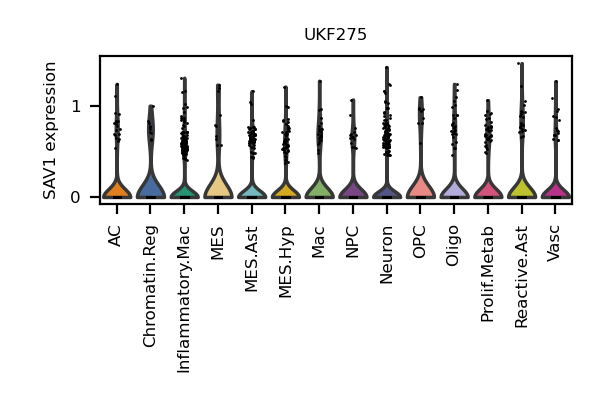 UKF275
SAV1 expression
1
0
AC
Chromatin.Reg
Inflammatory.Mac
MES
MES.Ast
MES.Hyp
Mac
NPC
Neuron
OPC
Oligo
Prolif.Metab
Reactive.Ast
Vasc